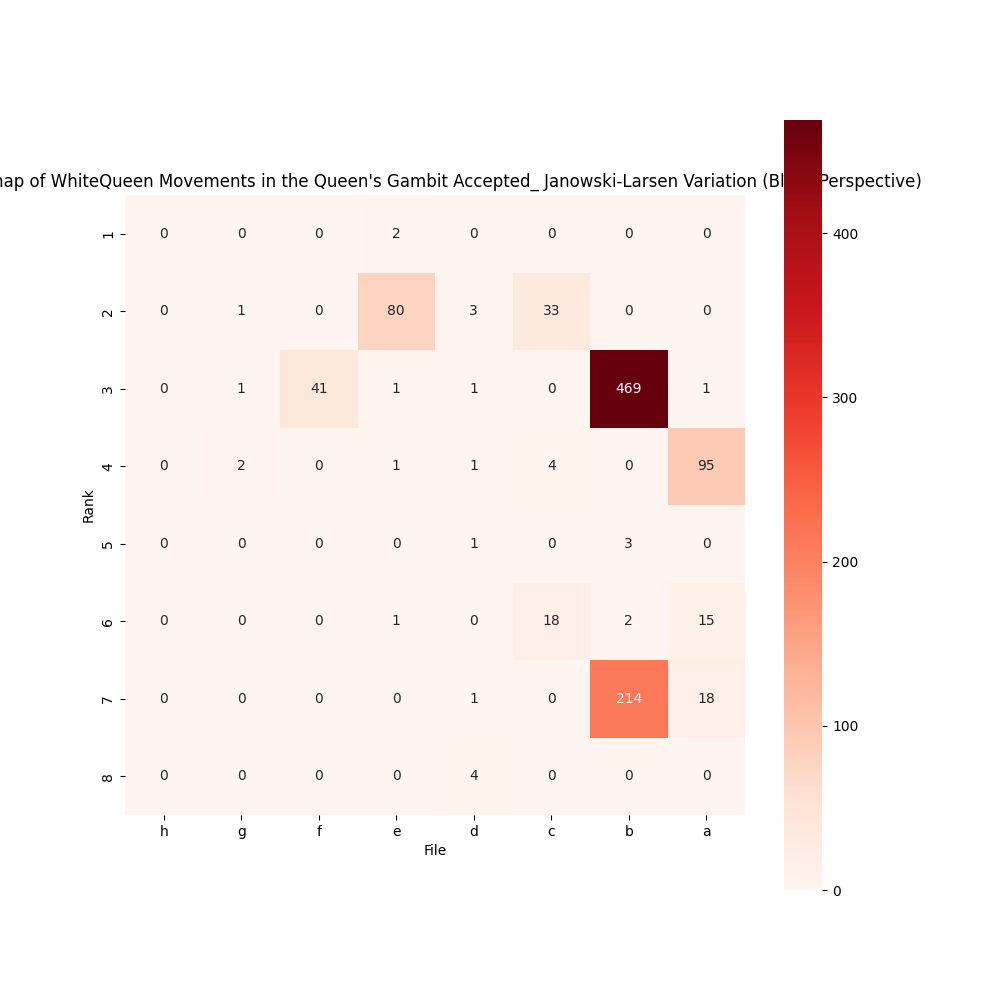 map of WhiteQueen Movements in the Queen's Gambit Accepted_ Janowski-Larsen Variation (Bl Perspective)
1 0 0 0 2 0 0 0 0
2 0 1 0 80 3 33 0 0
3 0 1 41 1 1 0 469 1
4 0 2 0 1 1 4 0 95
5 0 0 0 0 1 0 3 0
6 0 0 0 1 0 18 2 15
7 0 0 0 0 1 0 214 18
8 0 0 0 0 4 0 0 0
h g f e d c b a
File
Rank
400
300
200
100
0